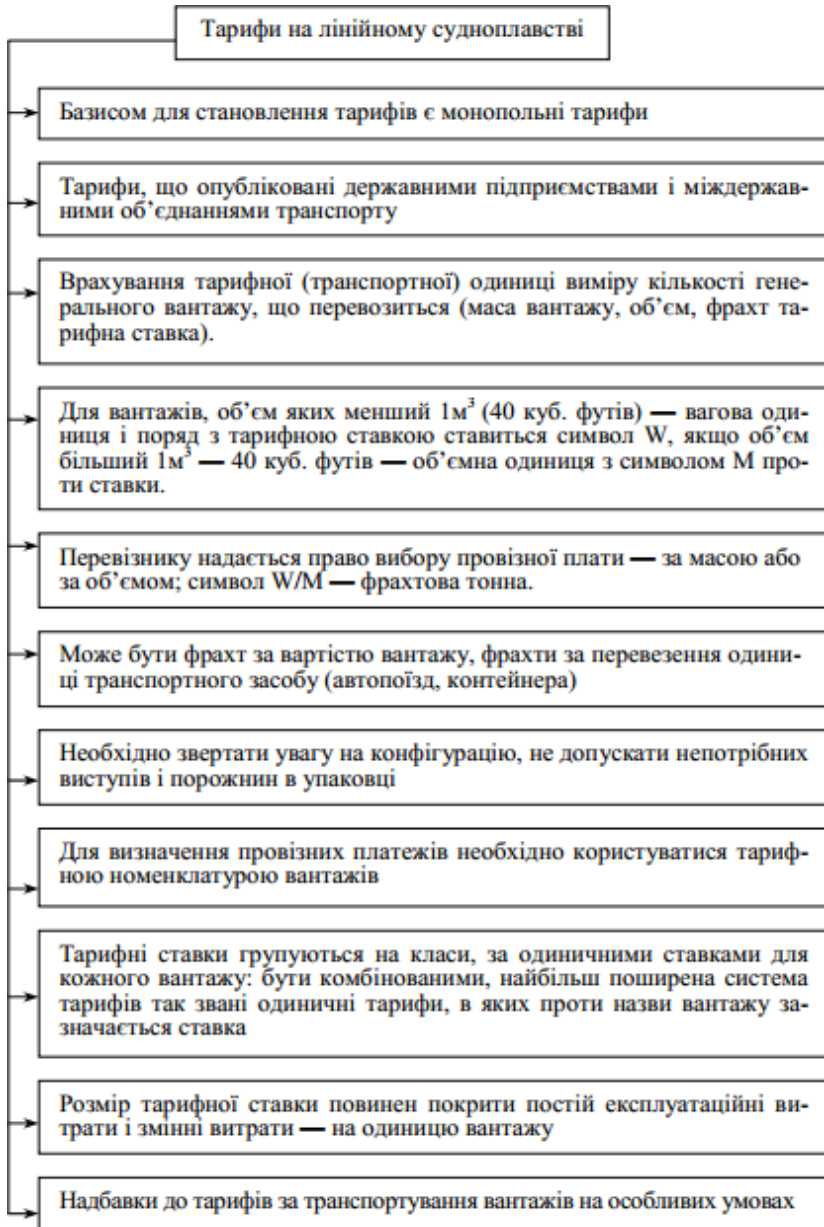 Тарифи на лінійному судноплавстві
Базисом для становлення тарифів є монопольні тарифи
Тарифи, що опубліковані державними підприємствами і міждержав-
ними об’єднаннями транспорту
Врахування тарифної (транспортної) одиниці виміру кількості гене-
рального вантажу, що перевозиться (маса вантажу, об’єм, фрахт та-
рифна ставка).
Для вантажів, об’єм яких менший 1м³ (40 куб. футів) — вагова оди-
ниця і поряд з тарифною ставкою ставиться символ W, якщо об’єм
більший 1м³ — 40 куб. футів — об’ємна одиниця з символом М про-
ти ставки.
Перевізнику надається право вибору провізної плати — за масою або
за об’ємом; символ W/M — фрахтова тонна.
Може бути фрахт за вартістю вантажу, фрахти за перевезення одини-
ці транспортного засобу (автопоїзд, контейнера)
Необхідно звертати увагу на конфігурацію, не допускати непотрібних
виступів і порожнин в упаковці
Для визначення провізних платежів необхідно користуватися тариф-
ною номенклатурою вантажів
Тарифні ставки групуються на класи, за одиничними ставками для
кожного вантажу: бути комбінованими, найбільш поширена система
тарифів так звані одиничні тарифи, в яких проти назви вантажу за-
значається ставка
Розмір тарифної ставки повинен покрити постій експлуатаційні ви-
трати і змінні витрати — на одиницю вантажу
Надбавки до тарифів за транспортування вантажів на особливих умовах